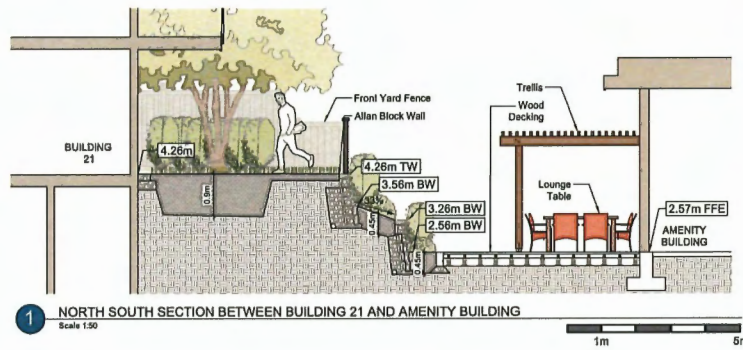 Trellis
Wood
Decking
Front Yard Fence
Allan Block Wall
BUILDING
21
4.26m
4.26m TW
3.56m BW
33%
0.9m
0.45m
3.26m BW
2.56m BW
0.45m
Lounge
Table
2.57m FFE
AMENITY
BUILDING
1 NORTH SOUTH SECTION BETWEEN BUILDING 21 AND AMENITY BUILDING
Scale 1:50
1m 5m